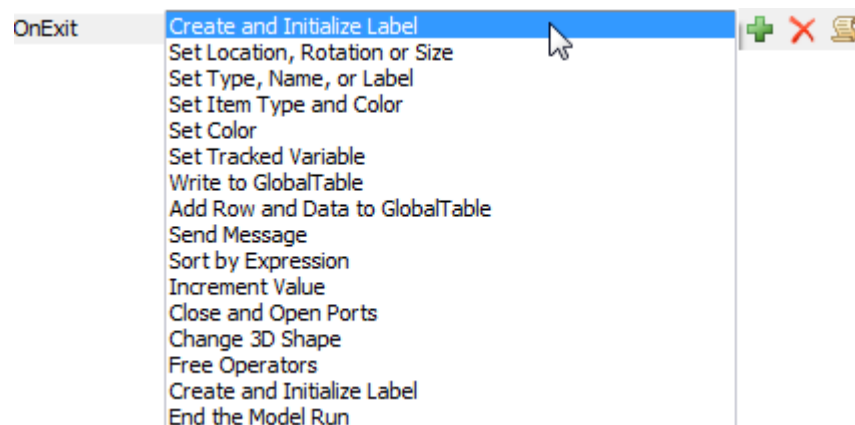 OnExit
Create and Initialize Label
Set Location, Rotation or Size
Set Type, Name, or Label
Set Item Type and Color
Set Color
Set Tracked Variable
Write to GlobalTable
Add Row and Data to GlobalTable
Send Message
Sort by Expression
Increment Value
Close and Open Ports
Change 3D Shape
Free Operators
Create and Initialize Label
End the Model Run